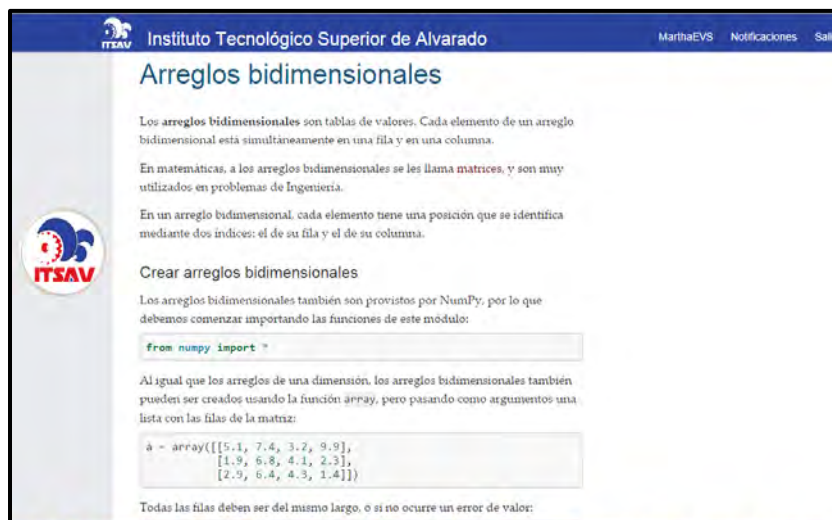 ITSAV
Instituto Tecnológico Superior de Alvarado
MarthaEVS
Notificaciones
Sali
Arreglos bidimensionales
Los arreglos bidimensionales son tablas de valores. Cada elemento de un arreglo
bidimensional está simultáneamente en una fila y en una columna.
En matemáticas, a los arreglos bidimensionales se les llama matrices, y son muy
utilizados en problemas de Ingeniería.
En un arreglo bidimensional, cada elemento tiene una posición que se identifica
mediante dos índices: el de su fila y el de su columna.
ITSAV
Crear arreglos bidimensionales
Los arreglos bidimensionales también son provistos por NumPy, por lo que
debemos comenzar importando las funciones de este módulo:
from numpy import *
Al igual que los arreglos de una dimensión, los arreglos bidimensionales también
pueden ser creados usando la función array, pero pasando como argumentos una
lista con las filas de la matriz:
a = array([[5.1, 7.4, 3.2, 9.9],
[1.9, 6.8, 4.1, 2.3],
[2.9, 6.4, 4.3, 1.4]])
Todas las filas deben ser del mismo largo, o si no ocurre un error de valor: